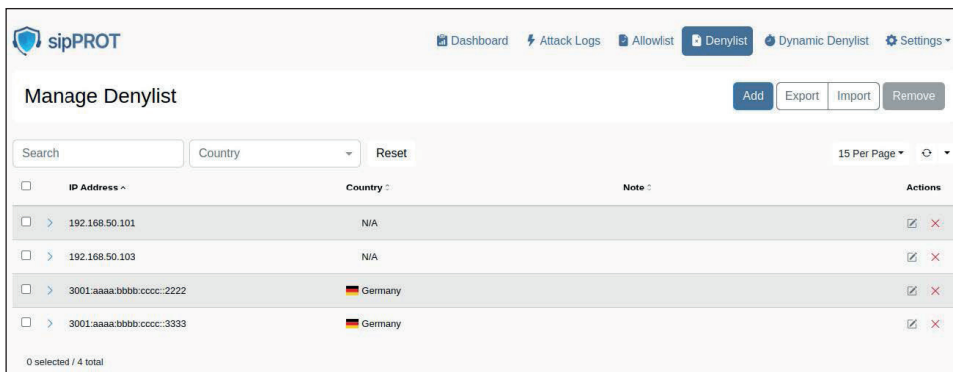 sipPROT
Dashboard Attack Logs Allowlist Denylist Dynamic Denylist Settings
Manage Denylist
Add Export Import Remove
Search Country Reset 15 Per Page
IP Address Country Note Actions
192.168.50.101 N/A
192.168.50.103 N/A
3001:aaaa:bbbb:cccc::2222 Germany
3001:aaaa:bbbb:cccc::3333 Germany
0 selected / 4 total